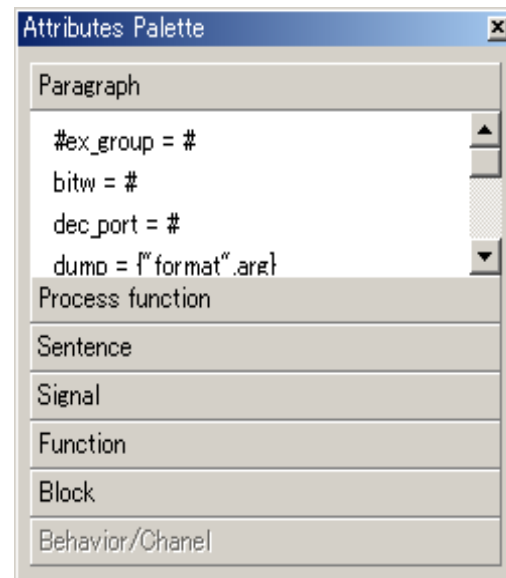 Attributes Palette
Paragraph
#ex_group = #
bitw = #
dec_port = #
dump = {"format",arg}
Process function
Sentence
Signal
Function
Block
Behavior/Chanel